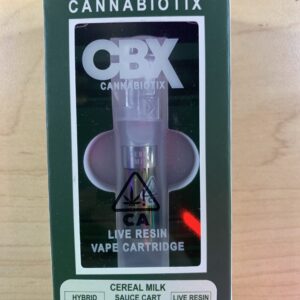 CANNABIOTIX
CBX
CANNABIOTIX
CA
LIVE RESIN
VAPE CARTRIDGE
CEREAL MILK
HYBRID SAUCE CART LIVE RESIN